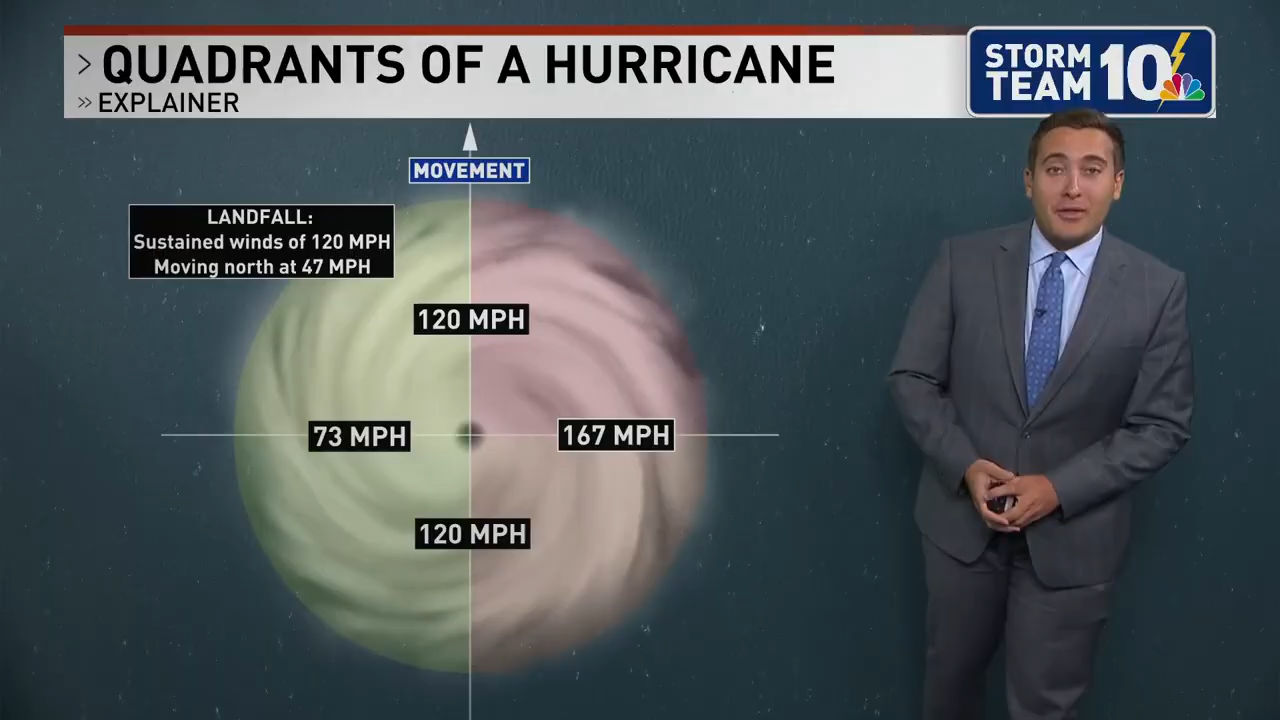 > QUADRANTS OF A HURRICANE
» EXPLAINER
STORM
TEAM 10
MOVEMENT
LANDFALL:
Sustained winds of 120 MPH
Moving north at 47 MPH
120 MPH
73 MPH
167 MPH
120 MPH